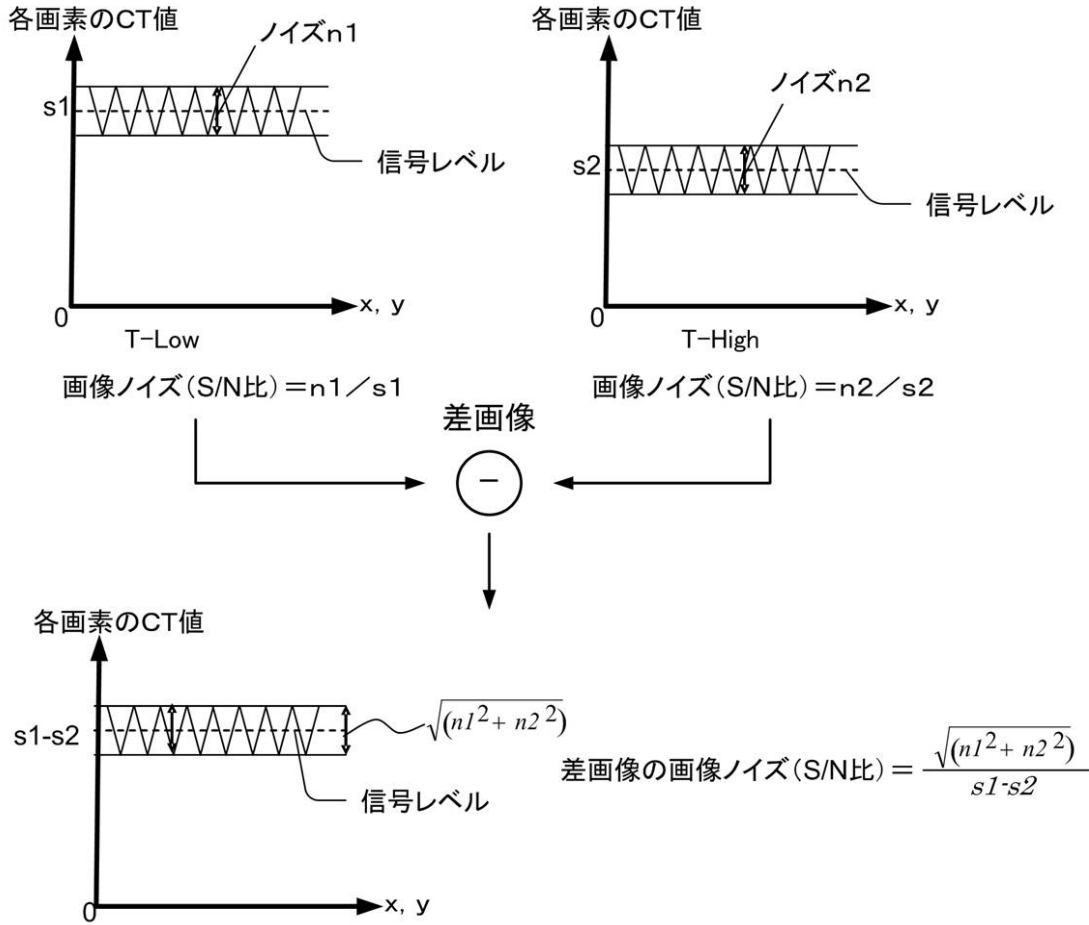 各画素のCT値
ノイズn1
s1
信号レベル
0
x, y
T-Low
画像ノイズ(S/N比)=n1/s1
各画素のCT値
ノイズn2
s2
信号レベル
0
x, y
T-High
画像ノイズ(S/N比)=n2/s2
差画像
−
各画素のCT値
s1-s2
√(n1²+ n2²)
信号レベル
0
x, y
差画像の画像ノイズ(S/N比)= √(n1²+ n2²) / s1-s2